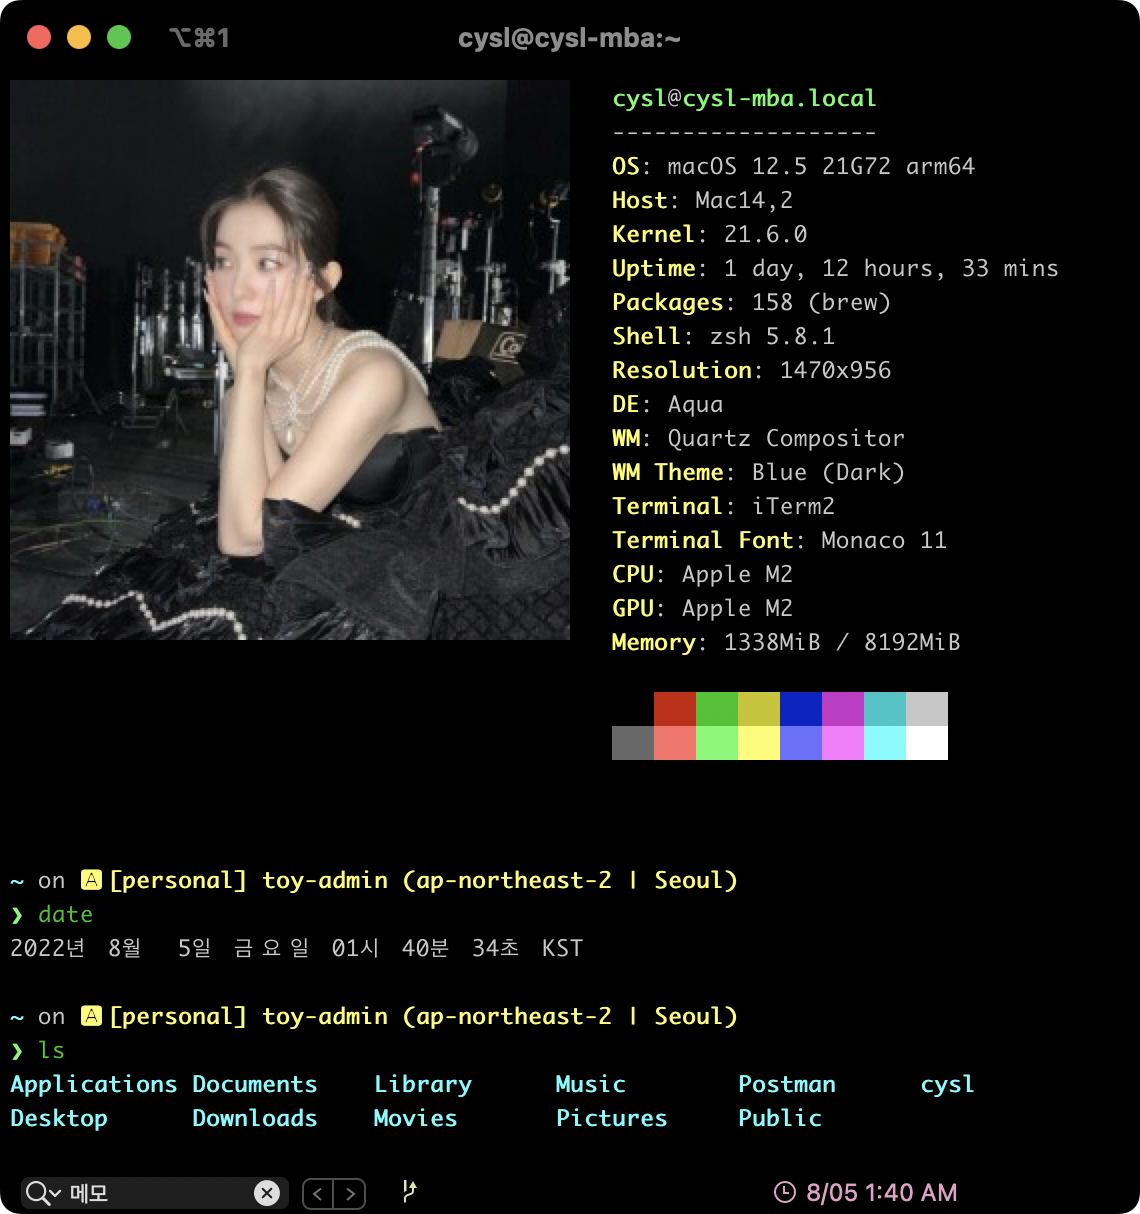 ⌥⌘1 cysl@cysl-mba:~
cysl@cysl-mba.local
-------------------
OS: macOS 12.5 21G72 arm64
Host: Mac14,2
Kernel: 21.6.0
Uptime: 1 day, 12 hours, 33 mins
Packages: 158 (brew)
Shell: zsh 5.8.1
Resolution: 1470x956
DE: Aqua
WM: Quartz Compositor
WM Theme: Blue (Dark)
Terminal: iTerm2
Terminal Font: Monaco 11
CPU: Apple M2
GPU: Apple M2
Memory: 1338MiB / 8192MiB
~ on 🅰 [personal] toy-admin (ap-northeast-2 | Seoul)
❯ date
2022년 8월 5일 금요일 01시 40분 34초 KST
~ on 🅰 [personal] toy-admin (ap-northeast-2 | Seoul)
❯ ls
Applications Documents Library Music Postman cysl
Desktop Downloads Movies Pictures Public
메모 8/05 1:40 AM